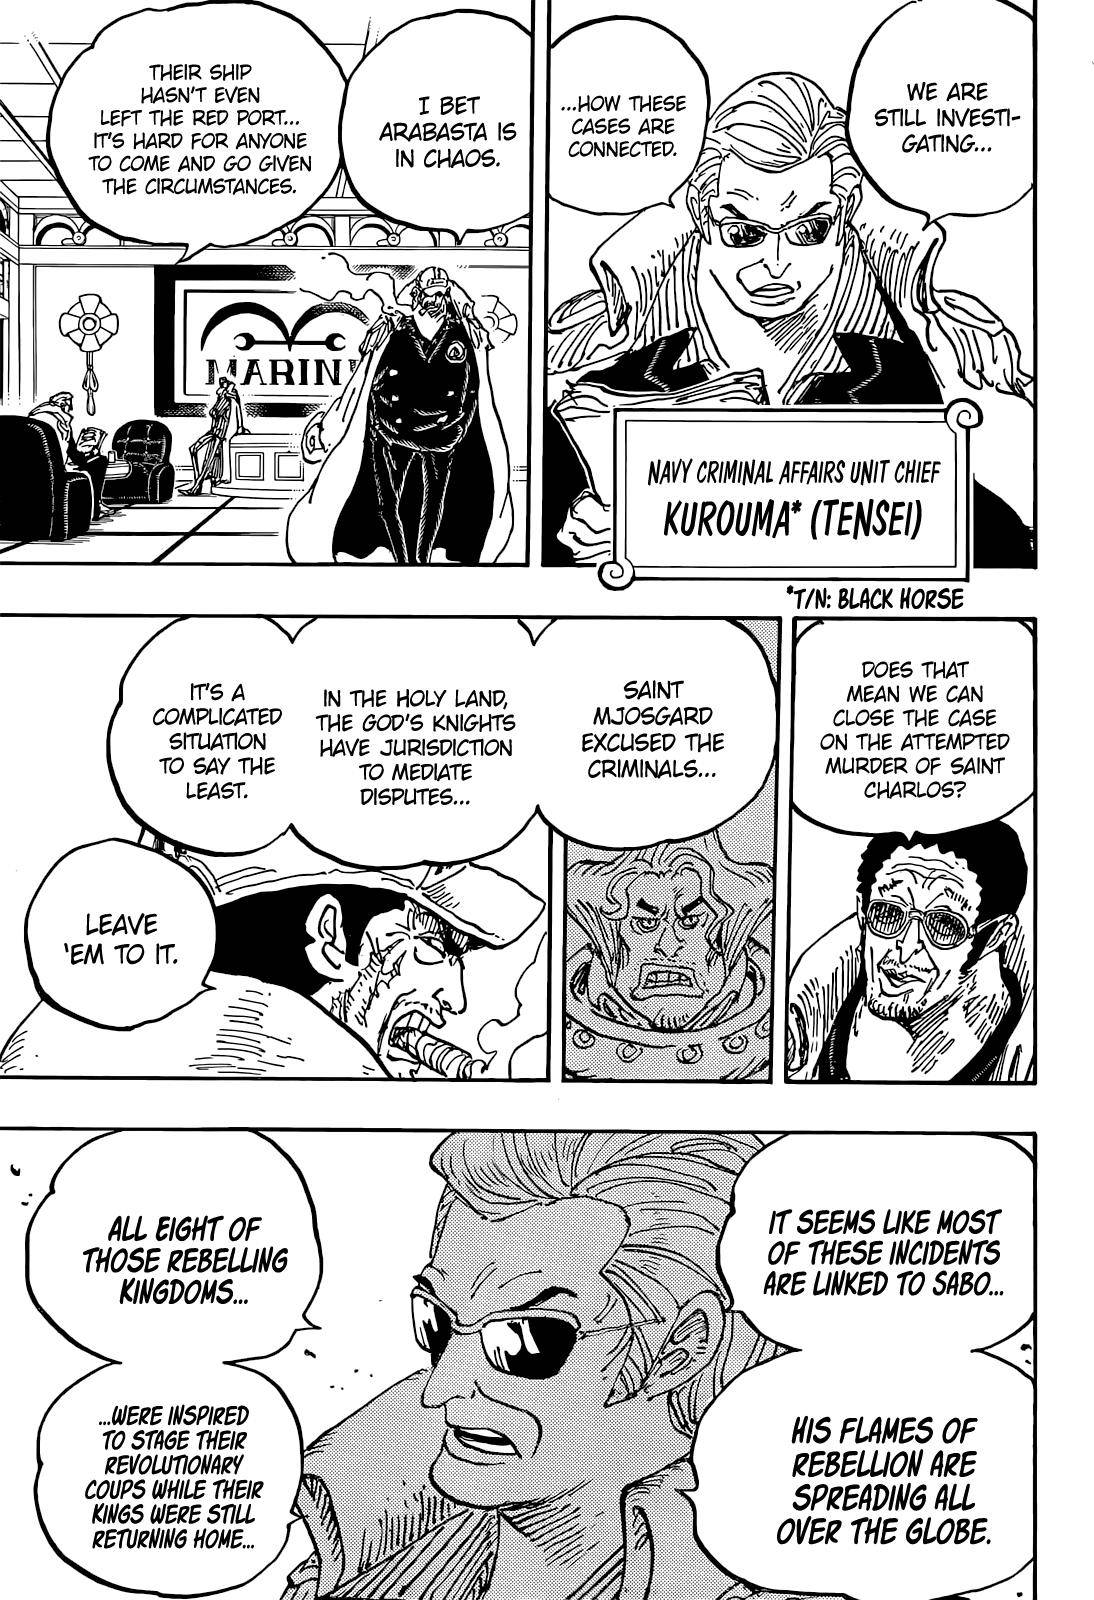 WE ARE
STILL INVESTI-
GATING...
...HOW THESE
CASES ARE
CONNECTED.
NAVY CRIMINAL AFFAIRS UNIT CHIEF
KUROUMA* (TENSEI)
*T/N: BLACK HORSE
I BET
ARABASTA IS
IN CHAOS.
THEIR SHIP
HASN'T EVEN
LEFT THE RED PORT...
IT'S HARD FOR ANYONE
TO COME AND GO GIVEN
THE CIRCUMSTANCES.
MARINE
DOES THAT
MEAN WE CAN
CLOSE THE CASE
ON THE ATTEMPTED
MURDER OF SAINT
CHARLOS?
SAINT
MJOSGARD
EXCUSED THE
CRIMINALS...
IN THE HOLY LAND,
THE GOD'S KNIGHTS
HAVE JURISDICTION
TO MEDIATE
DISPUTES...
IT'S A
COMPLICATED
SITUATION
TO SAY THE
LEAST.
LEAVE
'EM TO IT.
IT SEEMS LIKE MOST
OF THESE INCIDENTS
ARE LINKED TO SABO...
HIS FLAMES OF
REBELLION ARE
SPREADING ALL
OVER THE GLOBE.
ALL EIGHT OF
THOSE REBELLING
KINGDOMS...
...WERE INSPIRED
TO STAGE THEIR
REVOLUTIONARY
COUPS WHILE THEIR
KINGS WERE STILL
RETURNING HOME...